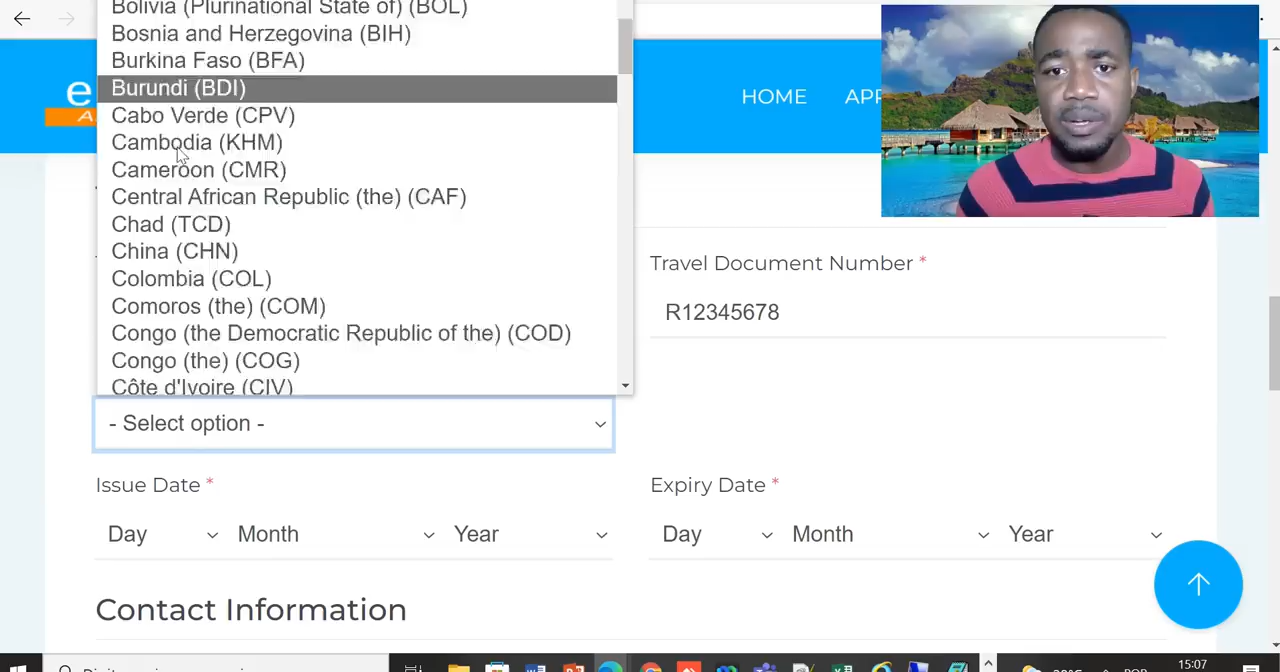 Bolivia (Plurinational State of) (BOL)
Bosnia and Herzegovina (BIH)
Burkina Faso (BFA)
Burundi (BDI)
Cabo Verde (CPV)
Cambodia (KHM)
Cameroon (CMR)
Central African Republic (the) (CAF)
Chad (TCD)
China (CHN)
Colombia (COL)
Comoros (the) (COM)
Congo (the Democratic Republic of the) (COD)
Congo (the) (COG)
Côte d'Ivoire (CIV)
e
A
HOME
Travel Document Number *
R12345678
- Select option -
Issue Date *
Expiry Date *
Day Month Year
Day Month Year
Contact Information
15:07